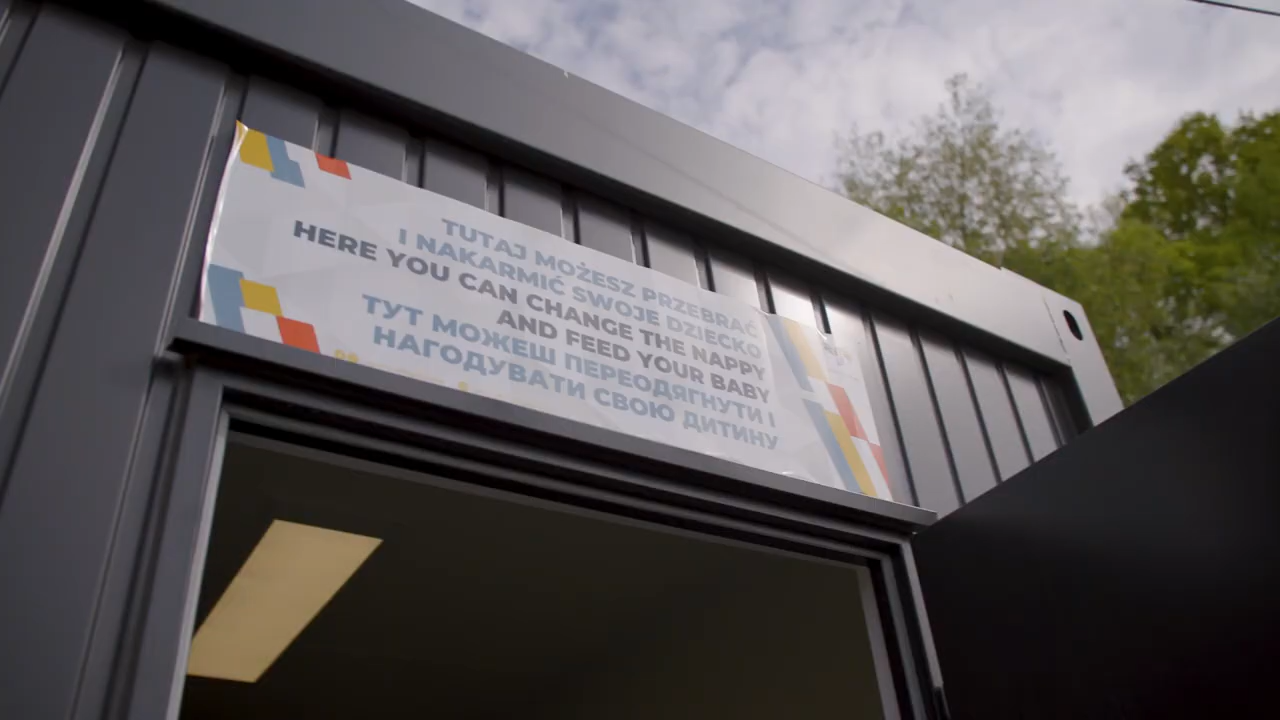 TUTAJ MOŻESZ PRZEBRAĆ
I NAKARMIĆ SWOJE DZIECKO
HERE YOU CAN CHANGE THE NAPPY
AND FEED YOUR BABY
ТУТ МОЖЕШ ПЕРЕОДЯГНУТИ І
НАГОДУВАТИ СВОЮ ДИТИНУ